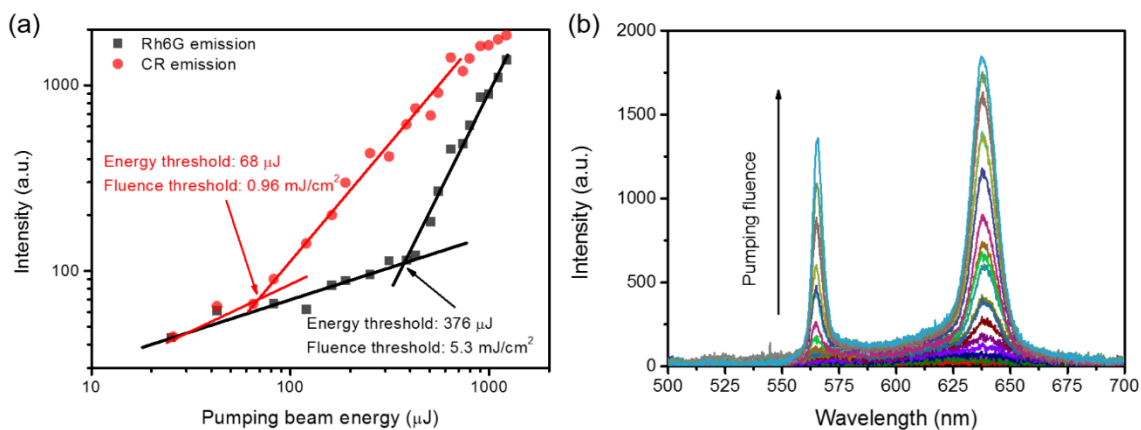 (a)
Rh6G emission
CR emission
1000
100
Intensity (a.u.)
Energy threshold: 68 μJ
Fluence threshold: 0.96 mJ/cm²
Energy threshold: 376 μJ
Fluence threshold: 5.3 mJ/cm²
10 100 1000
Pumping beam energy (μJ)
(b)
2000
1500
1000
500
0
Intensity (a.u.)
Pumping fluence
500 525 550 575 600 625 650 675 700
Wavelength (nm)